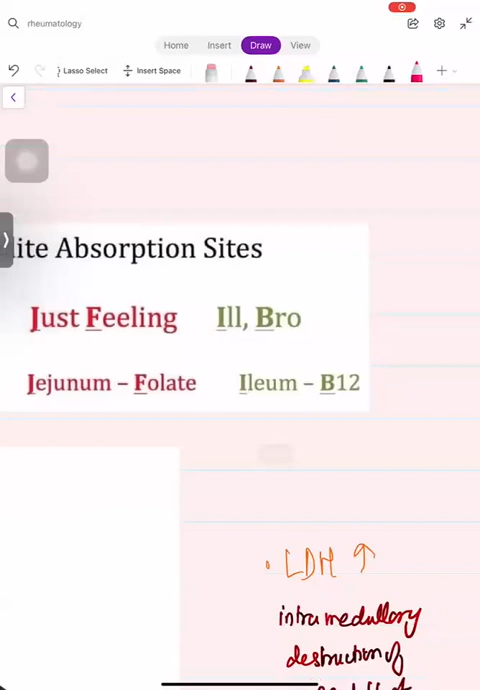 rheumatology
Home Insert Draw View
Lasso Select Insert Space
lite Absorption Sites
Just Feeling Ill, Bro
Jejunum – Folate Ileum – B12
• LDH ↑
intramedullary
destruction of